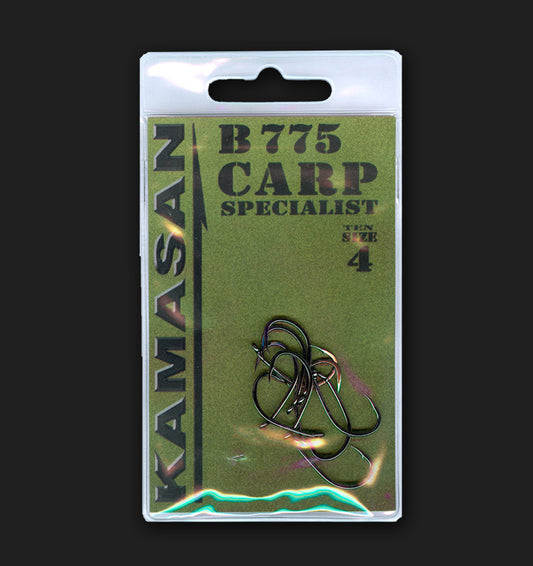 KAMASAN
B 775
CARP
SPECIALIST
TEN
SIZE
4